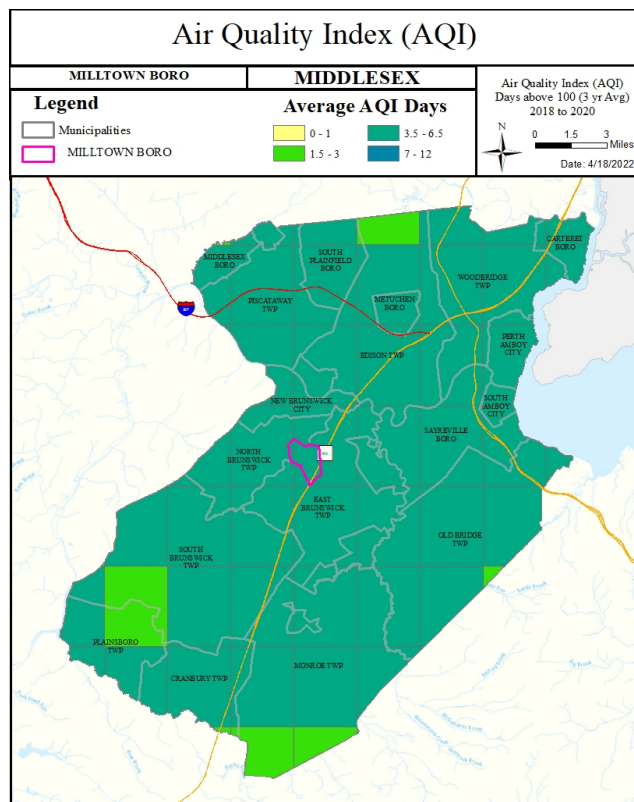 Air Quality Index (AQI)
MILLTOWN BORO
MIDDLESEX
Legend
Municipalities
MILLTOWN BORO
Average AQI Days
0 - 1
1.5 - 3
3.5 - 6.5
7 - 12
Air Quality Index (AQI)
Days above 100 (3 yr Avg)
2018 to 2020
N
0 1.5 3
Miles
Date: 4/18/2022
CARTERET
BORO
MIDDLESEX
BORO
SOUTH
PLAINFIELD
BORO
WOODBRIDGE
TWP
PISCATAWAY
TWP
METUCHEN
BORO
287
PERTH
AMBOY
CITY
EDISON TWP
NEW BRUNSWICK
CITY
SOUTH
AMBOY
CITY
SAYREVILLE
BORO
NORTH
BRUNSWICK
TWP
EAST
BRUNSWICK
TWP
OLD BRIDGE
TWP
SOUTH
BRUNSWICK
TWP
PLAINSBORO
TWP
CRANBURY TWP
MONROE TWP